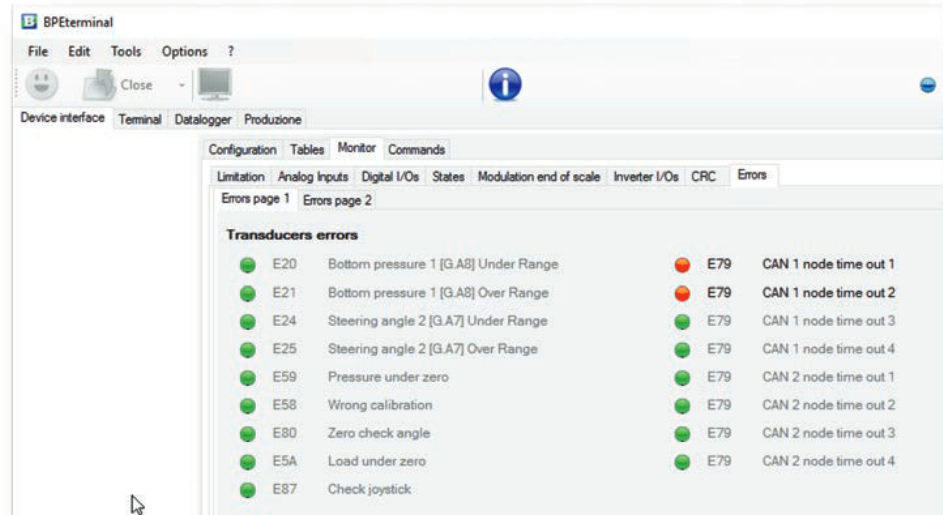 BPEterminal
File Edit Tools Options ?
Close
Device interface Terminal Datalogger Produzione
Configuration Tables Monitor Commands
Limitation Analog Inputs Digital I/Os States Modulation end of scale Inverter I/Os CRC Errors
Errors page 1 Errors page 2
Transducers errors
E20 Bottom pressure 1 [G.A8] Under Range E79 CAN 1 node time out 1
E21 Bottom pressure 1 [G.A8] Over Range E79 CAN 1 node time out 2
E24 Steering angle 2 [G.A7] Under Range E79 CAN 1 node time out 3
E25 Steering angle 2 [G.A7] Over Range E79 CAN 1 node time out 4
E59 Pressure under zero E79 CAN 2 node time out 1
E58 Wrong calibration E79 CAN 2 node time out 2
E80 Zero check angle E79 CAN 2 node time out 3
E5A Load under zero E79 CAN 2 node time out 4
E87 Check joystick